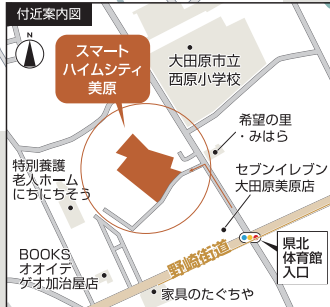 付近案内図
N
スマート
ハイムシティ
美原
大田原市立
西原小学校
希望の里
・みはら
特別養護
老人ホーム
にちにちそう
セブンイレブン
大田原美原店
野崎街道
県北
体育館
入口
BOOKS
オオイデ
ゲオ加治屋店
家具のたぐちや